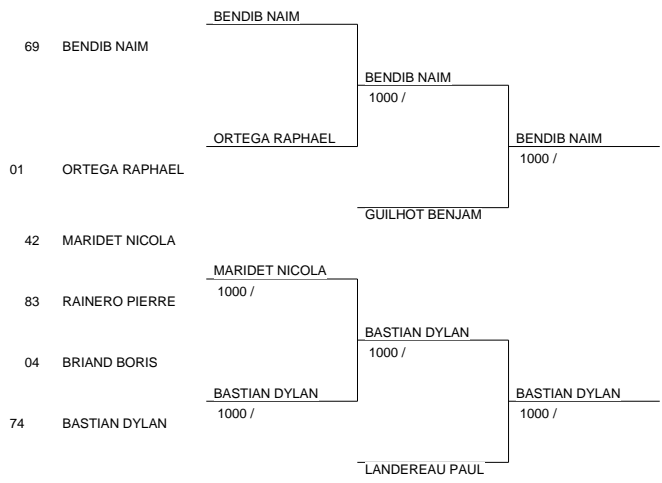 BENDIB NAIM
69 BENDIB NAIM
BENDIB NAIM
1000 /
ORTEGA RAPHAEL
BENDIB NAIM
1000 /
01 ORTEGA RAPHAEL
GUILHOT BENJAM
42 MARIDET NICOLA
MARIDET NICOLA
1000 /
83 RAINERO PIERRE
BASTIAN DYLAN
1000 /
04 BRIAND BORIS
BASTIAN DYLAN
1000 /
BASTIAN DYLAN
1000 /
74 BASTIAN DYLAN
LANDEREAU PAUL